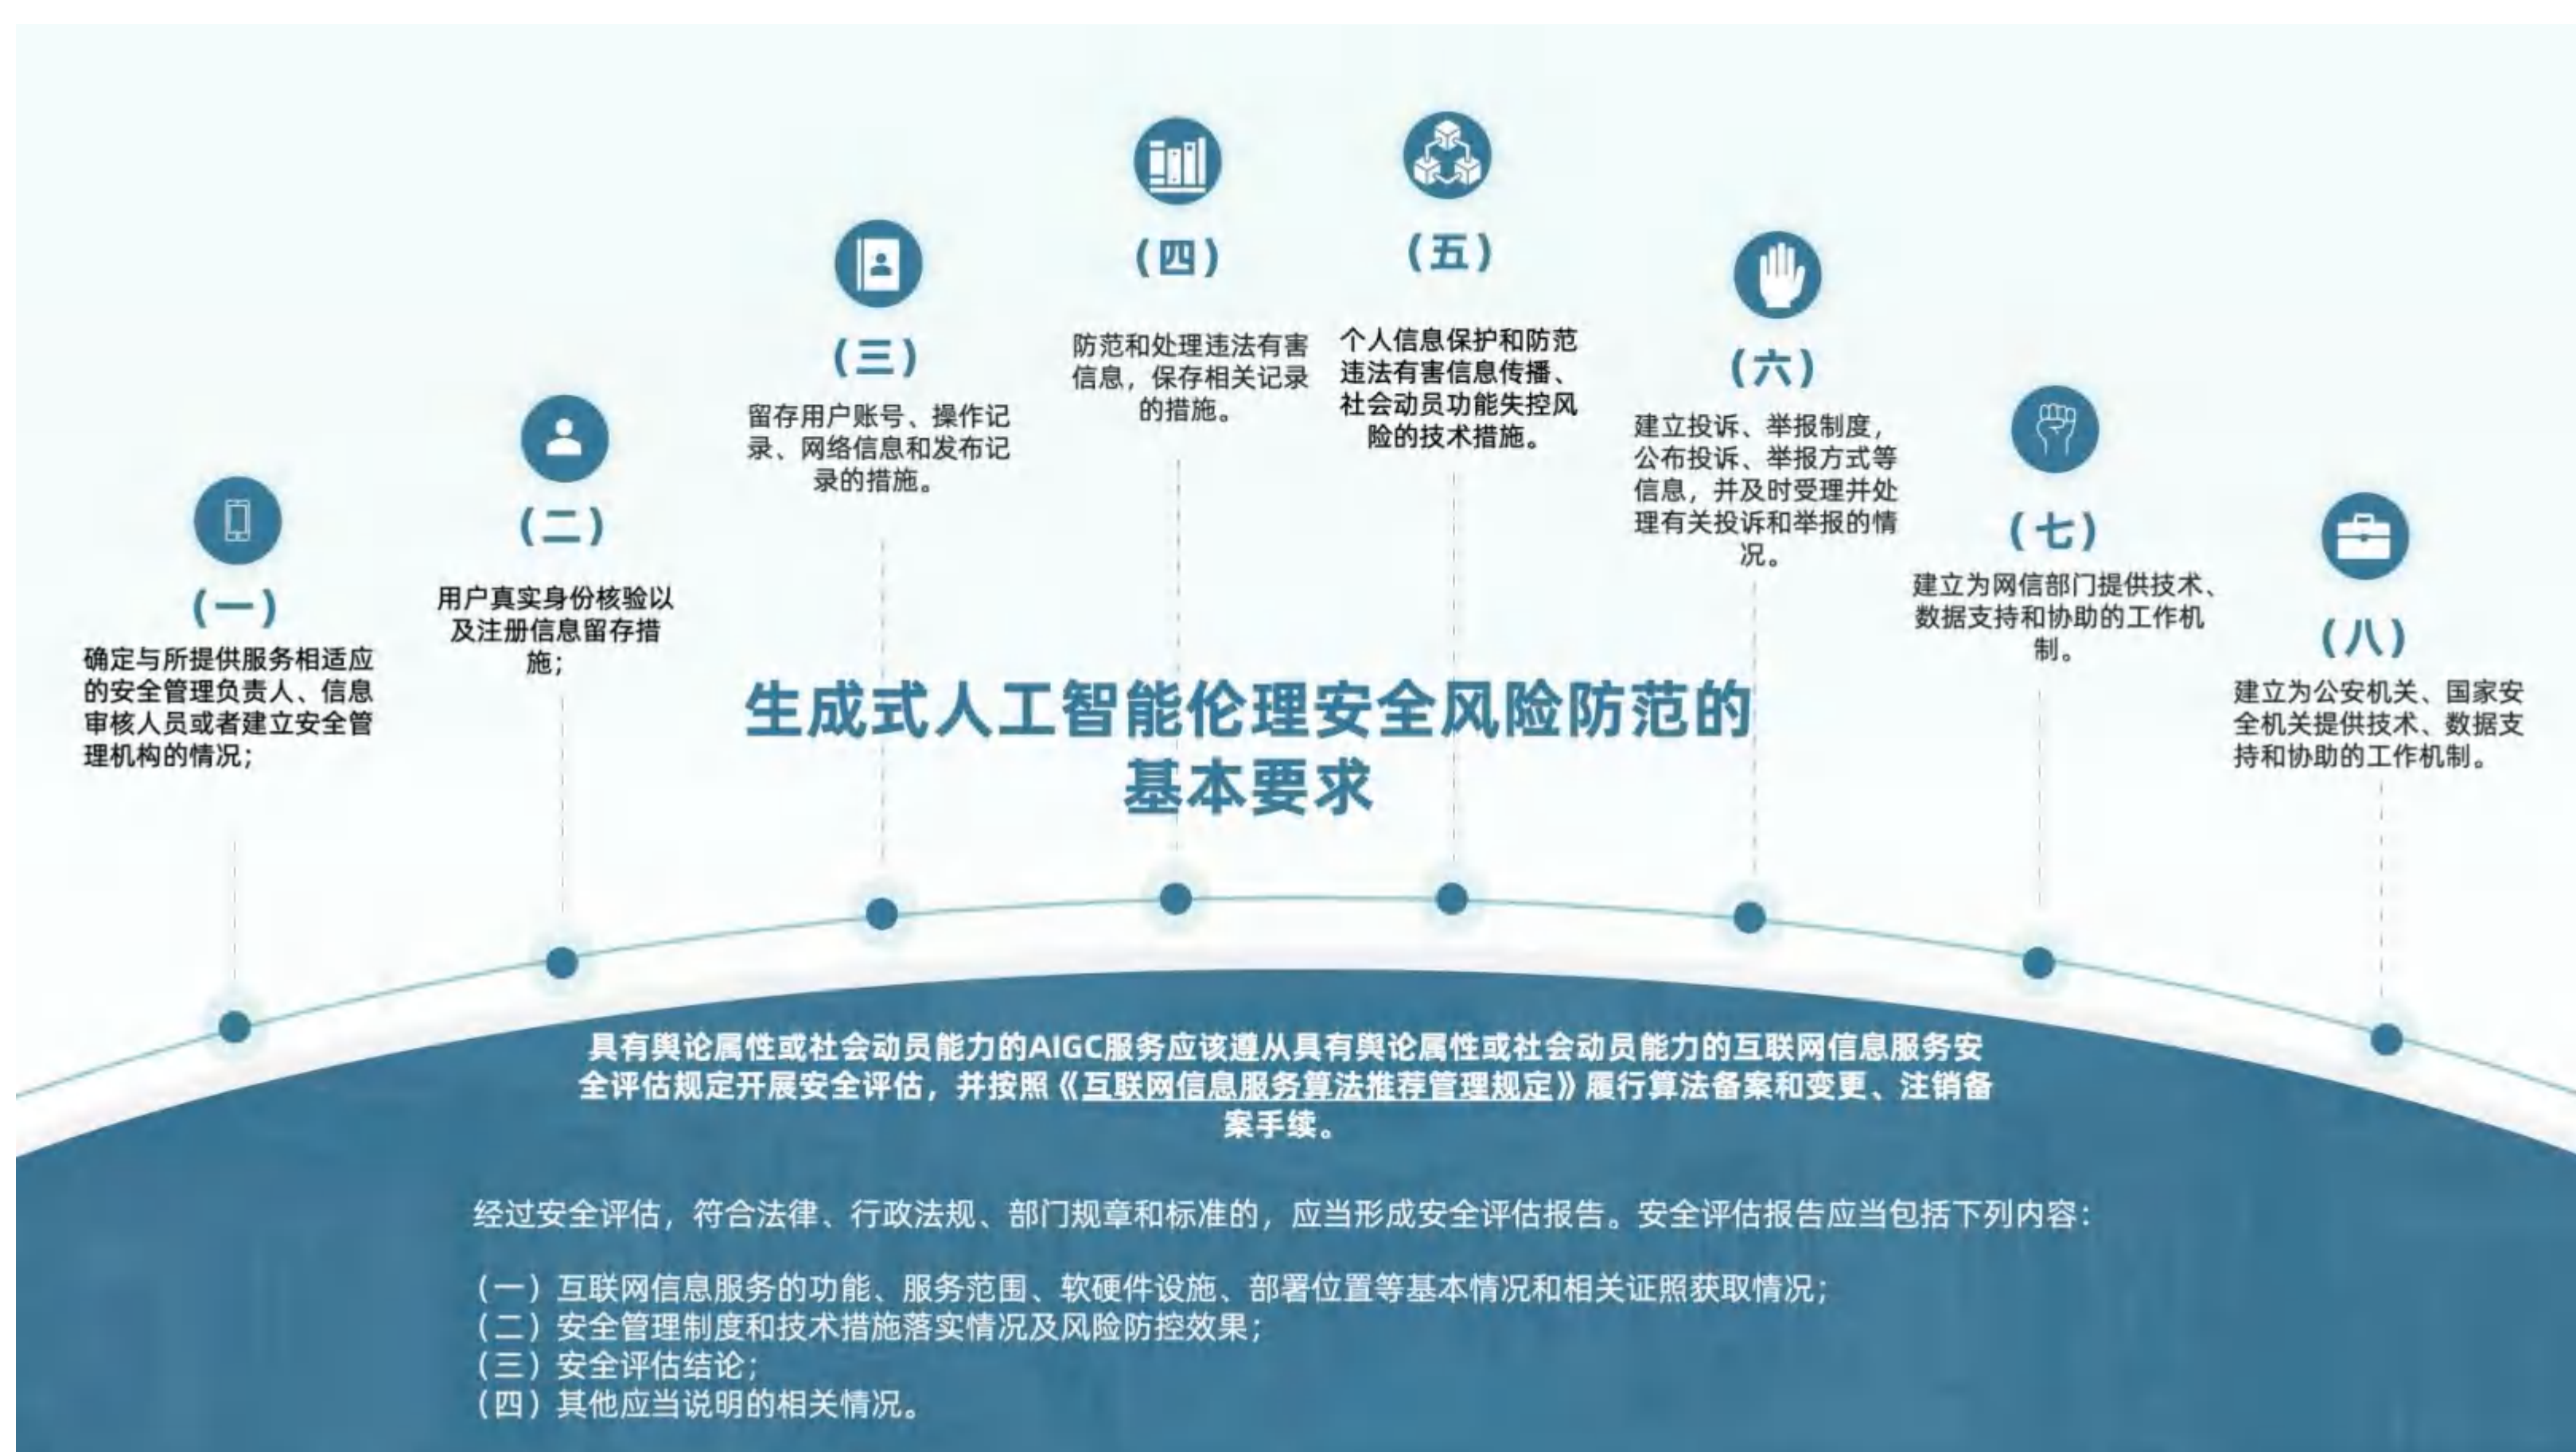 （一）
确定与所提供服务相适应
的安全管理负责人、信息
审核人员或者建立安全管
理机构的情况；
（二）
用户真实身份核验以
及注册信息留存措
施；
（三）
留存用户账号、操作记
录、网络信息和发布记
录的措施。
（四）
防范和处理违法有害
信息，保存相关记录
的措施。
（五）
个人信息保护和防范
违法有害信息传播、
社会动员功能失控风
险的技术措施。
（六）
建立投诉、举报制度，
公布投诉、举报方式等
信息，并及时受理并处
理有关投诉和举报的情
况。
（七）
建立为网信部门提供技术、
数据支持和协助的工作机
制。
（八）
建立为公安机关、国家安
全机关提供技术、数据支
持和协助的工作机制。
生成式人工智能伦理安全风险防范的
基本要求
具有舆论属性或社会动员能力的AIGC服务应该遵从具有舆论属性或社会动员能力的互联网信息服务安
全评估规定开展安全评估，并按照《互联网信息服务算法推荐管理规定》履行算法备案和变更、注销备
案手续。
经过安全评估，符合法律、行政法规、部门规章和标准的，应当形成安全评估报告。安全评估报告应当包括下列内容：
（一）互联网信息服务的功能、服务范围、软硬件设施、部署位置等基本情况和相关证照获取情况；
（二）安全管理制度和技术措施落实情况及风险防控效果；
（三）安全评估结论；
（四）其他应当说明的相关情况。